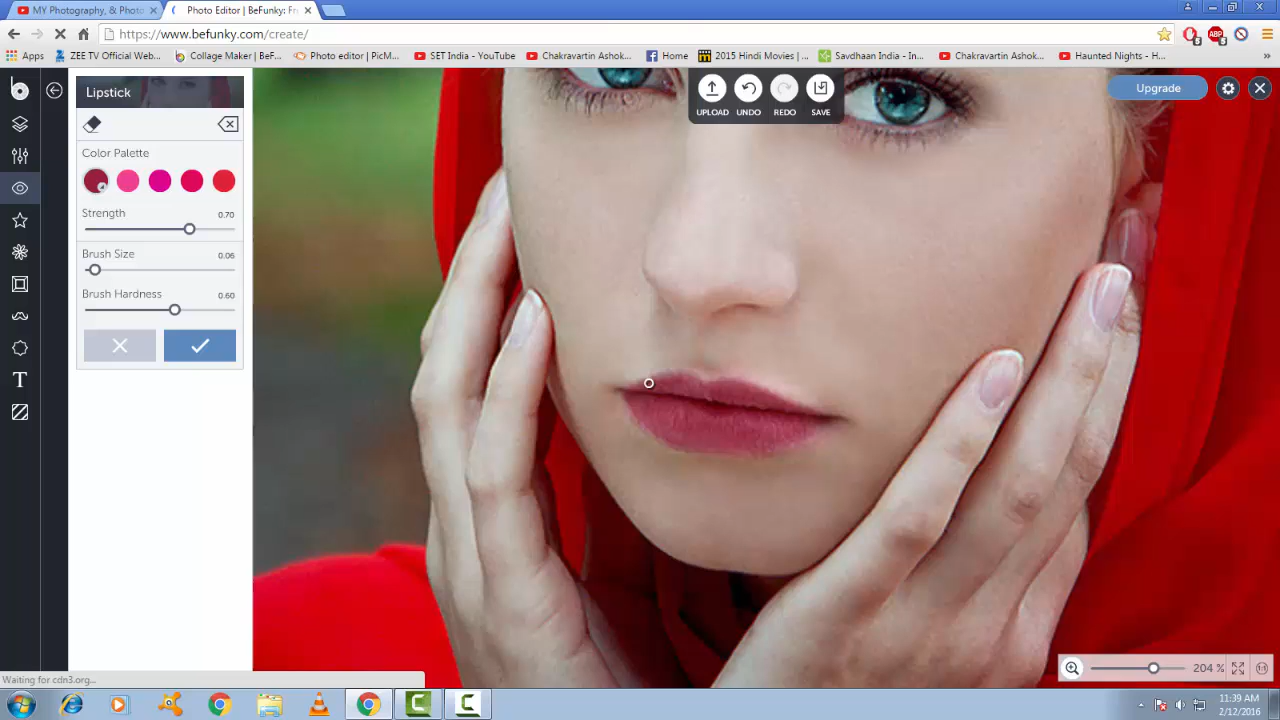 MY Photography, & Photo
Photo Editor | BeFunky: Fr
https://www.befunky.com/create/
Apps
ZEE TV Official Web...
Collage Maker | BeF...
Photo editor | PicM...
SET India - YouTube
Chakravartin Ashok...
Home
2015 Hindi Movies | ...
Savdhaan India - In...
Chakravartin Ashok...
Haunted Nights - H...
Lipstick
UPLOAD
UNDO
REDO
SAVE
Upgrade
Color Palette
Strength
0.70
Brush Size
0.06
Brush Hardness
0.60
T
Waiting for cdn3.org...
204 %
11:39 AM
2/12/2016